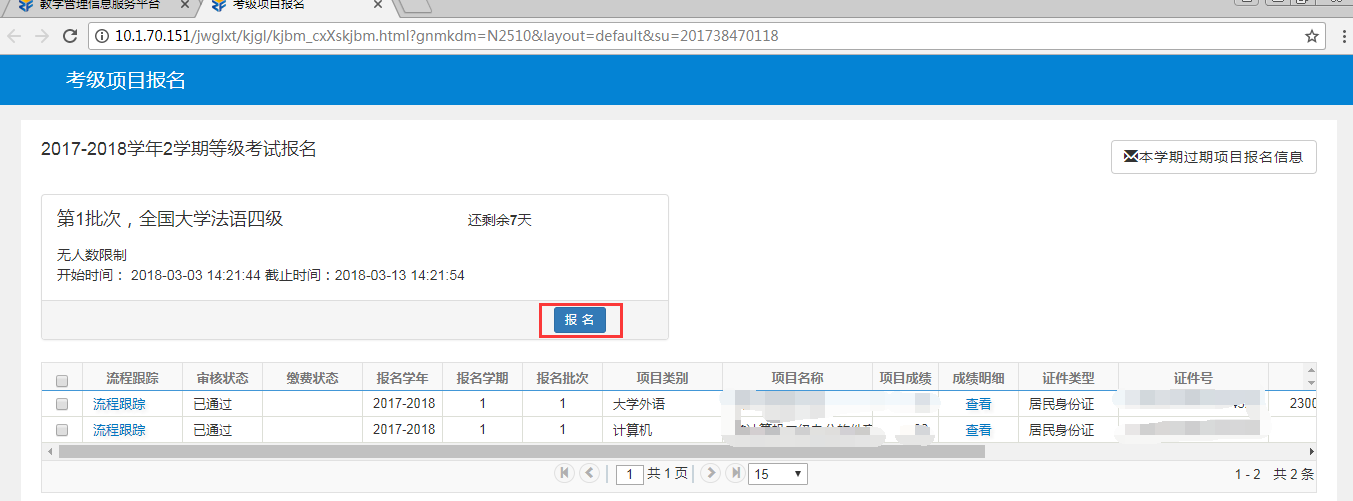 教学管理信息服务平台
考级项目报名
10.1.70.151/jwglxt/kjgl/kjbm_cxXskjbm.html?gnmkdm=N2510&layout=default&su=201738470118
考级项目报名
2017-2018学年2学期等级考试报名
本学期过期项目报名信息
第1批次，全国大学法语四级 还剩余7天
无人数限制
开始时间： 2018-03-03 14:21:44 截止时间：2018-03-13 14:21:54
报 名
流程跟踪 审核状态 缴费状态 报名学年 报名学期 报名批次 项目类别 项目名称 项目成绩 成绩明细 证件类型 证件号
流程跟踪 已通过 2017-2018 1 1 大学外语 查看 居民身份证 2300
流程跟踪 已通过 2017-2018 1 1 计算机 查看 居民身份证
1 共 1 页 15 1 - 2 共 2 条